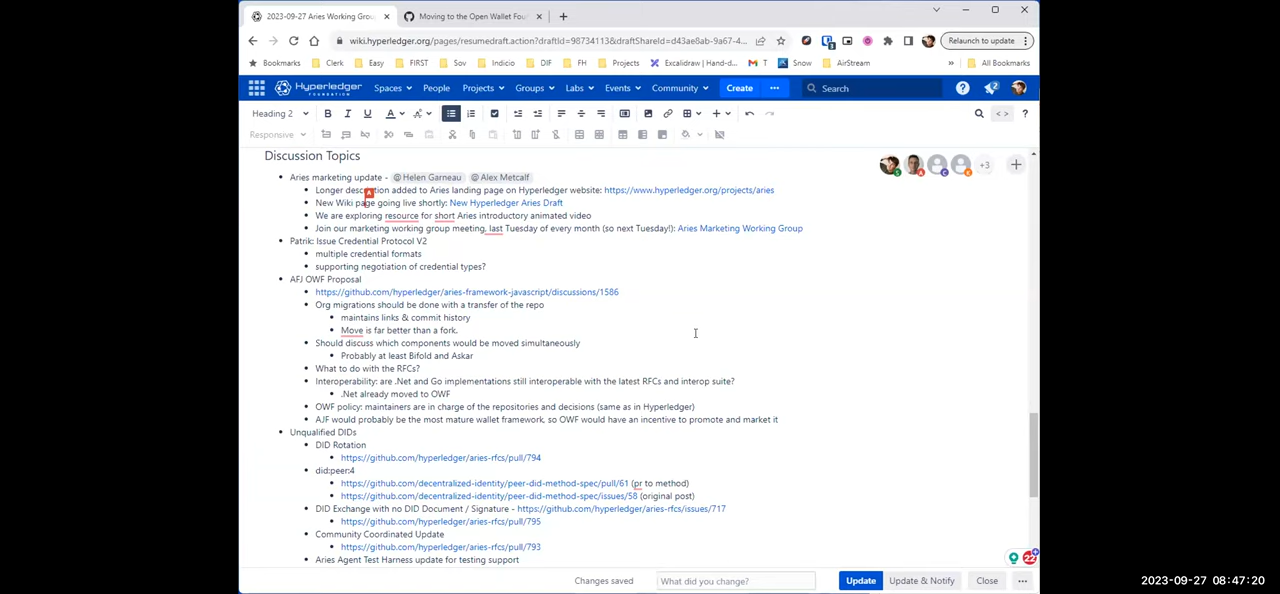 2023-09-27 Aries Working Grou
Moving to the Open Wallet Fou
wiki.hyperledger.org/pages/resumedraft.action?draftId=98734113&draftShareId=d43ae8ab-9a67-4...
Relaunch to update
Bookmarks Clerk Easy FIRST Sov Indicio DIF FH Projects Excalidraw | Hand-d... T Snow AirStream » All Bookmarks
HYPERLEDGER FOUNDATION Spaces People Projects Groups Labs Events Community Create Search
Heading 2 B I U A
Responsive
Discussion Topics
Aries marketing update - @Helen Garneau @Alex Metcalf
Longer description added to Aries landing page on Hyperledger website: https://www.hyperledger.org/projects/aries
New Wiki page going live shortly: New Hyperledger Aries Draft
We are exploring resource for short Aries introductory animated video
Join our marketing working group meeting, last Tuesday of every month (so next Tuesday!): Aries Marketing Working Group
Patrik: Issue Credential Protocol V2
multiple credential formats
supporting negotiation of credential types?
AFJ OWF Proposal
https://github.com/hyperledger/aries-framework-javascript/discussions/1586
Org migrations should be done with a transfer of the repo
maintains links & commit history
Move is far better than a fork.
Should discuss which components would be moved simultaneously
Probably at least Bifold and Askar
What to do with the RFCs?
Interoperability: are .Net and Go implementations still interoperable with the latest RFCs and interop suite?
.Net already moved to OWF
OWF policy: maintainers are in charge of the repositories and decisions (same as in Hyperledger)
AJF would probably be the most mature wallet framework, so OWF would have an incentive to promote and market it
Unqualified DIDs
DID Rotation
https://github.com/hyperledger/aries-rfcs/pull/794
did:peer:4
https://github.com/decentralized-identity/peer-did-method-spec/pull/61 (pr to method)
https://github.com/decentralized-identity/peer-did-method-spec/issues/58 (original post)
DID Exchange with no DID Document / Signature - https://github.com/hyperledger/aries-rfcs/issues/717
https://github.com/hyperledger/aries-rfcs/pull/795
Community Coordinated Update
https://github.com/hyperledger/aries-rfcs/pull/793
Aries Agent Test Harness update for testing support
+3
22
Changes saved What did you change? Update Update & Notify Close ...
2023-09-27 08:47:20